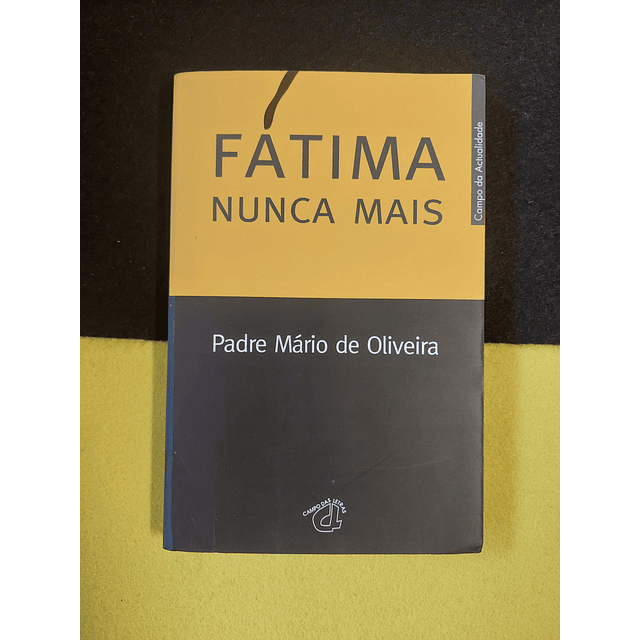 FÁTIMA
NUNCA MAIS
Campo da Actualidade
Padre Mário de Oliveira
CAMPO DAS LETRAS